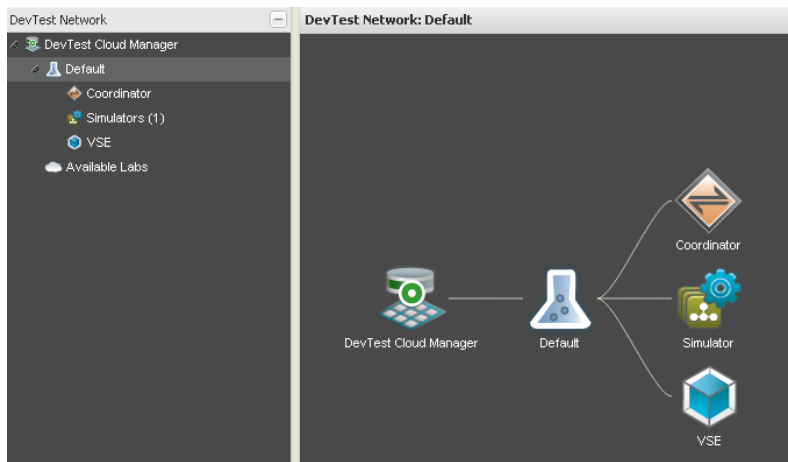 DevTest Network
DevTest Cloud Manager
Default
Coordinator
Simulators (1)
VSE
Available Labs
DevTest Network: Default
Coordinator
DevTest Cloud Manager
Default
Simulator
VSE